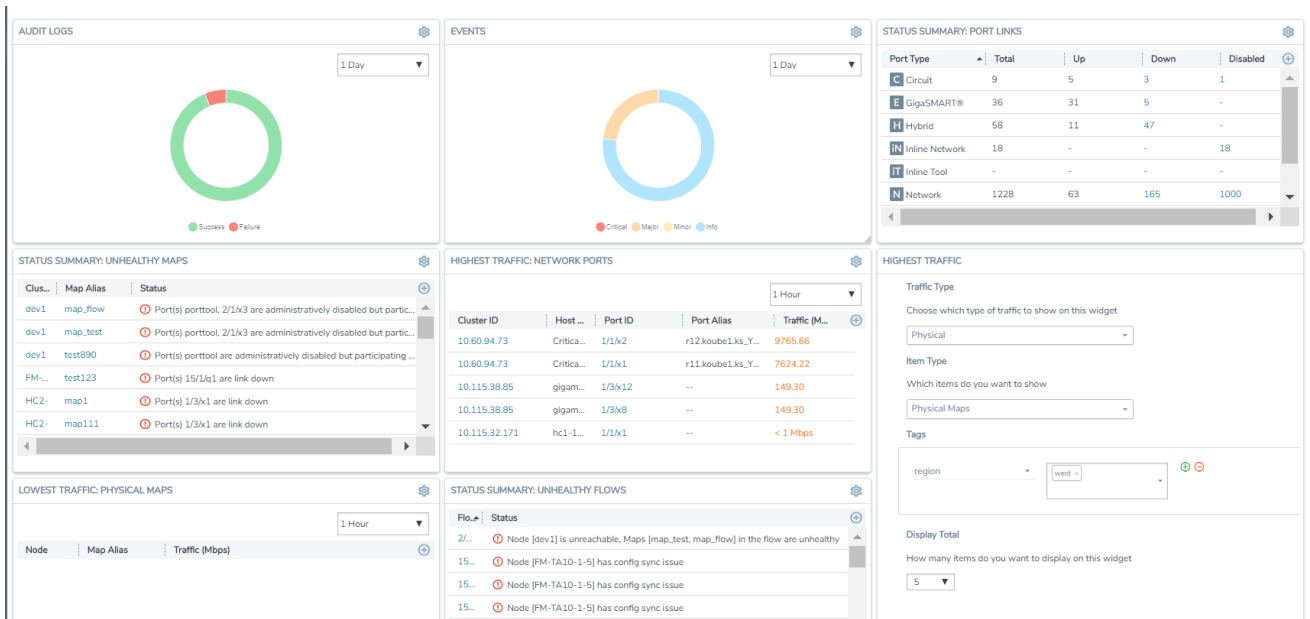 AUDIT LOGS
1 Day
Success Failure
EVENTS
1 Day
Critical Major Minor Info
STATUS SUMMARY: PORT LINKS
Port Type Total Up Down Disabled
C Circuit 9 5 3 1
E GigaSMART® 36 31 5 -
H Hybrid 58 11 47 -
iN Inline Network 18 - - 18
iT Inline Tool - - - -
N Network 1228 63 165 1000
STATUS SUMMARY: UNHEALTHY MAPS
Clus... Map Alias Status
dev1 map_flow Port(s) porttool, 2/1/x3 are administratively disabled but partic...
dev1 map_test Port(s) porttool, 2/1/x3 are administratively disabled but partic...
dev1 test890 Port(s) porttool are administratively disabled but participating ...
FM-... test123 Port(s) 15/1/q1 are link down
HC2- map1 Port(s) 1/3/x1 are link down
HC2- map111 Port(s) 1/3/x1 are link down
HIGHEST TRAFFIC: NETWORK PORTS
1 Hour
Cluster ID Host ... Port ID Port Alias Traffic (M...
10.60.94.73 Critica... 1/1/x2 r12.koube1.ks_Y... 9765.66
10.60.94.73 Critica... 1/1/x1 r11.koube1.ks_Y... 7624.22
10.115.38.85 gigam... 1/3/x12 -- 149.30
10.115.38.85 gigam... 1/3/x8 -- 149.30
10.115.32.171 hc1-1... 1/1/x1 -- < 1 Mbps
HIGHEST TRAFFIC
Traffic Type
Choose which type of traffic to show on this widget
Physical
Item Type
Which items do you want to show
Physical Maps
Tags
region west ×
Display Total
How many items do you want to display on this widget
5
LOWEST TRAFFIC: PHYSICAL MAPS
1 Hour
Node Map Alias Traffic (Mbps)
STATUS SUMMARY: UNHEALTHY FLOWS
Flo... Status
2/... Node [dev1] is unreachable, Maps [map_test, map_flow] in the flow are unhealthy
15... Node [FM-TA10-1-5] has config sync issue
15... Node [FM-TA10-1-5] has config sync issue
15... Node [FM-TA10-1-5] has config sync issue